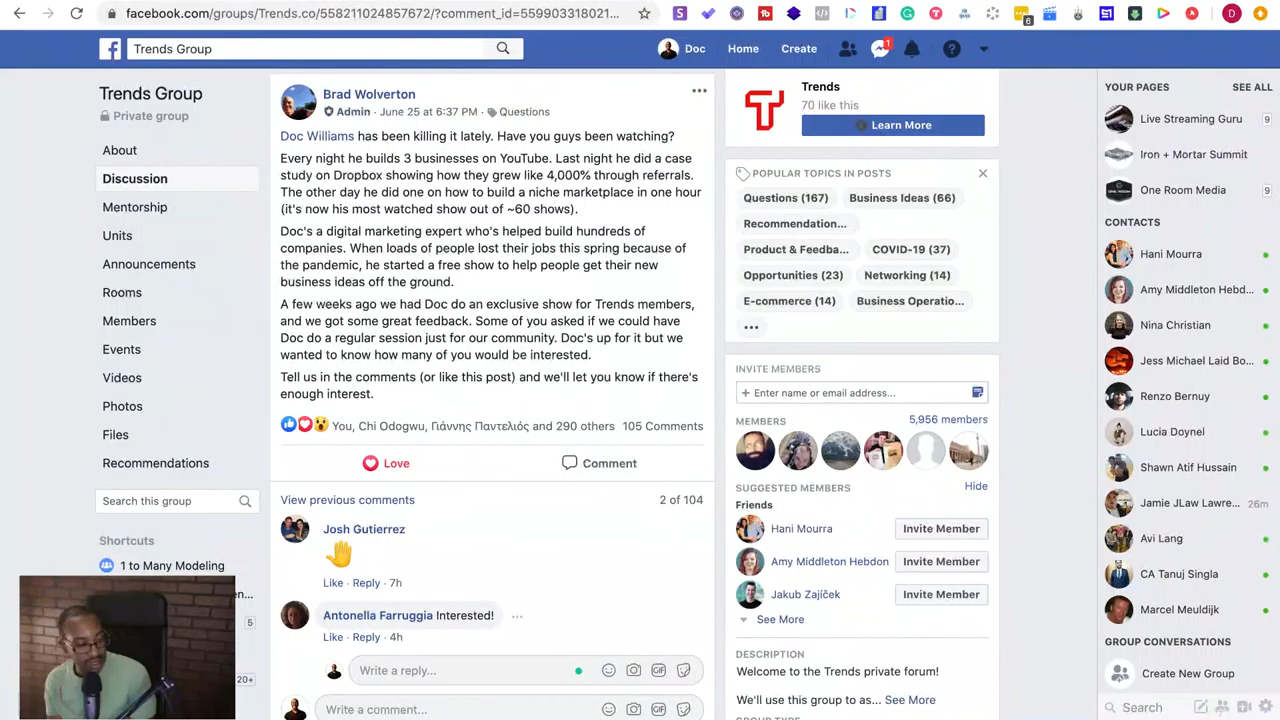 facebook.com/groups/Trends.co/558211024857672/?comment_id=559903318021...
6
D
Trends Group
Doc
Home
Create
1
Trends Group
Private group
About
Discussion
Mentorship
Units
Announcements
Rooms
Members
Events
Videos
Photos
Files
Recommendations
Search this group
Shortcuts
1 to Many Modeling
en...
5
20+
Brad Wolverton
Admin · June 25 at 6:37 PM · Questions
Doc Williams has been killing it lately. Have you guys been watching?
Every night he builds 3 businesses on YouTube. Last night he did a case
study on Dropbox showing how they grew like 4,000% through referrals.
The other day he did one on how to build a niche marketplace in one hour
(it's now his most watched show out of ~60 shows).
Doc's a digital marketing expert who's helped build hundreds of
companies. When loads of people lost their jobs this spring because of
the pandemic, he started a free show to help people get their new
business ideas off the ground.
A few weeks ago we had Doc do an exclusive show for Trends members,
and we got some great feedback. Some of you asked if we could have
Doc do a regular session just for our community. Doc's up for it but we
wanted to know how many of you would be interested.
Tell us in the comments (or like this post) and we'll let you know if there's
enough interest.
You, Chi Odogwu, Γιάννης Παντελιός and 290 others 105 Comments
Love
Comment
View previous comments
2 of 104
Josh Gutierrez
Like · Reply · 7h
Antonella Farruggia Interested!
Like · Reply · 4h
Write a reply...
GIF
Write a comment...
GIF
Trends
70 like this
Learn More
POPULAR TOPICS IN POSTS
Questions (167)
Business Ideas (66)
Recommendation...
Product & Feedba...
COVID-19 (37)
Opportunities (23)
Networking (14)
E-commerce (14)
Business Operatio...
INVITE MEMBERS
+ Enter name or email address...
MEMBERS
5,956 members
SUGGESTED MEMBERS
Hide
Friends
Hani Mourra
Invite Member
Amy Middleton Hebdon
Invite Member
Jakub Zajíček
Invite Member
See More
DESCRIPTION
Welcome to the Trends private forum!
We'll use this group to as... See More
GROUP TYPE
YOUR PAGES
SEE ALL
Live Streaming Guru
9
Iron + Mortar Summit
One Room Media
9
CONTACTS
Hani Mourra
Amy Middleton Hebd...
Nina Christian
Jess Michael Laid Bo...
Renzo Bernuy
Lucia Doynel
Shawn Atif Hussain
Jamie JLaw Lawre...
26m
Avi Lang
CA Tanuj Singla
Marcel Meuldijk
GROUP CONVERSATIONS
Create New Group
Search